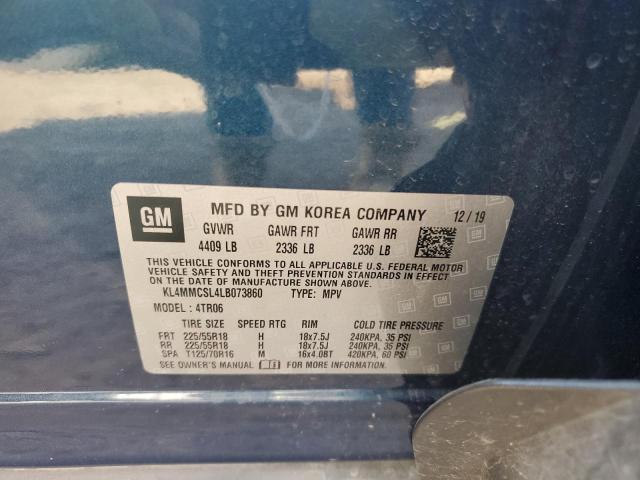 GM MFD BY GM KOREA COMPANY 12/19
GVWR GAWR FRT GAWR RR
4409 LB 2336 LB 2336 LB
THIS VEHICLE CONFORMS TO ALL APPLICABLE U.S. FEDERAL MOTOR
VEHICLE SAFETY AND THEFT PREVENTION STANDARDS IN EFFECT
ON THE DATE OF MANUFACTURE SHOWN ABOVE.
KL4MMCSL4LB073860 TYPE: MPV
MODEL: 4TR06
TIRE SIZE SPEED RTG RIM COLD TIRE PRESSURE
FRT 225/55R18 H 18x7.5J 240KPA, 35 PSI
RR 225/55R18 H 18x7.5J 240KPA, 35 PSI
SPA T125/70R16 M 16x4.0BT 420KPA, 60 PSI
SEE OWNER'S MANUAL FOR MORE INFORMATION.